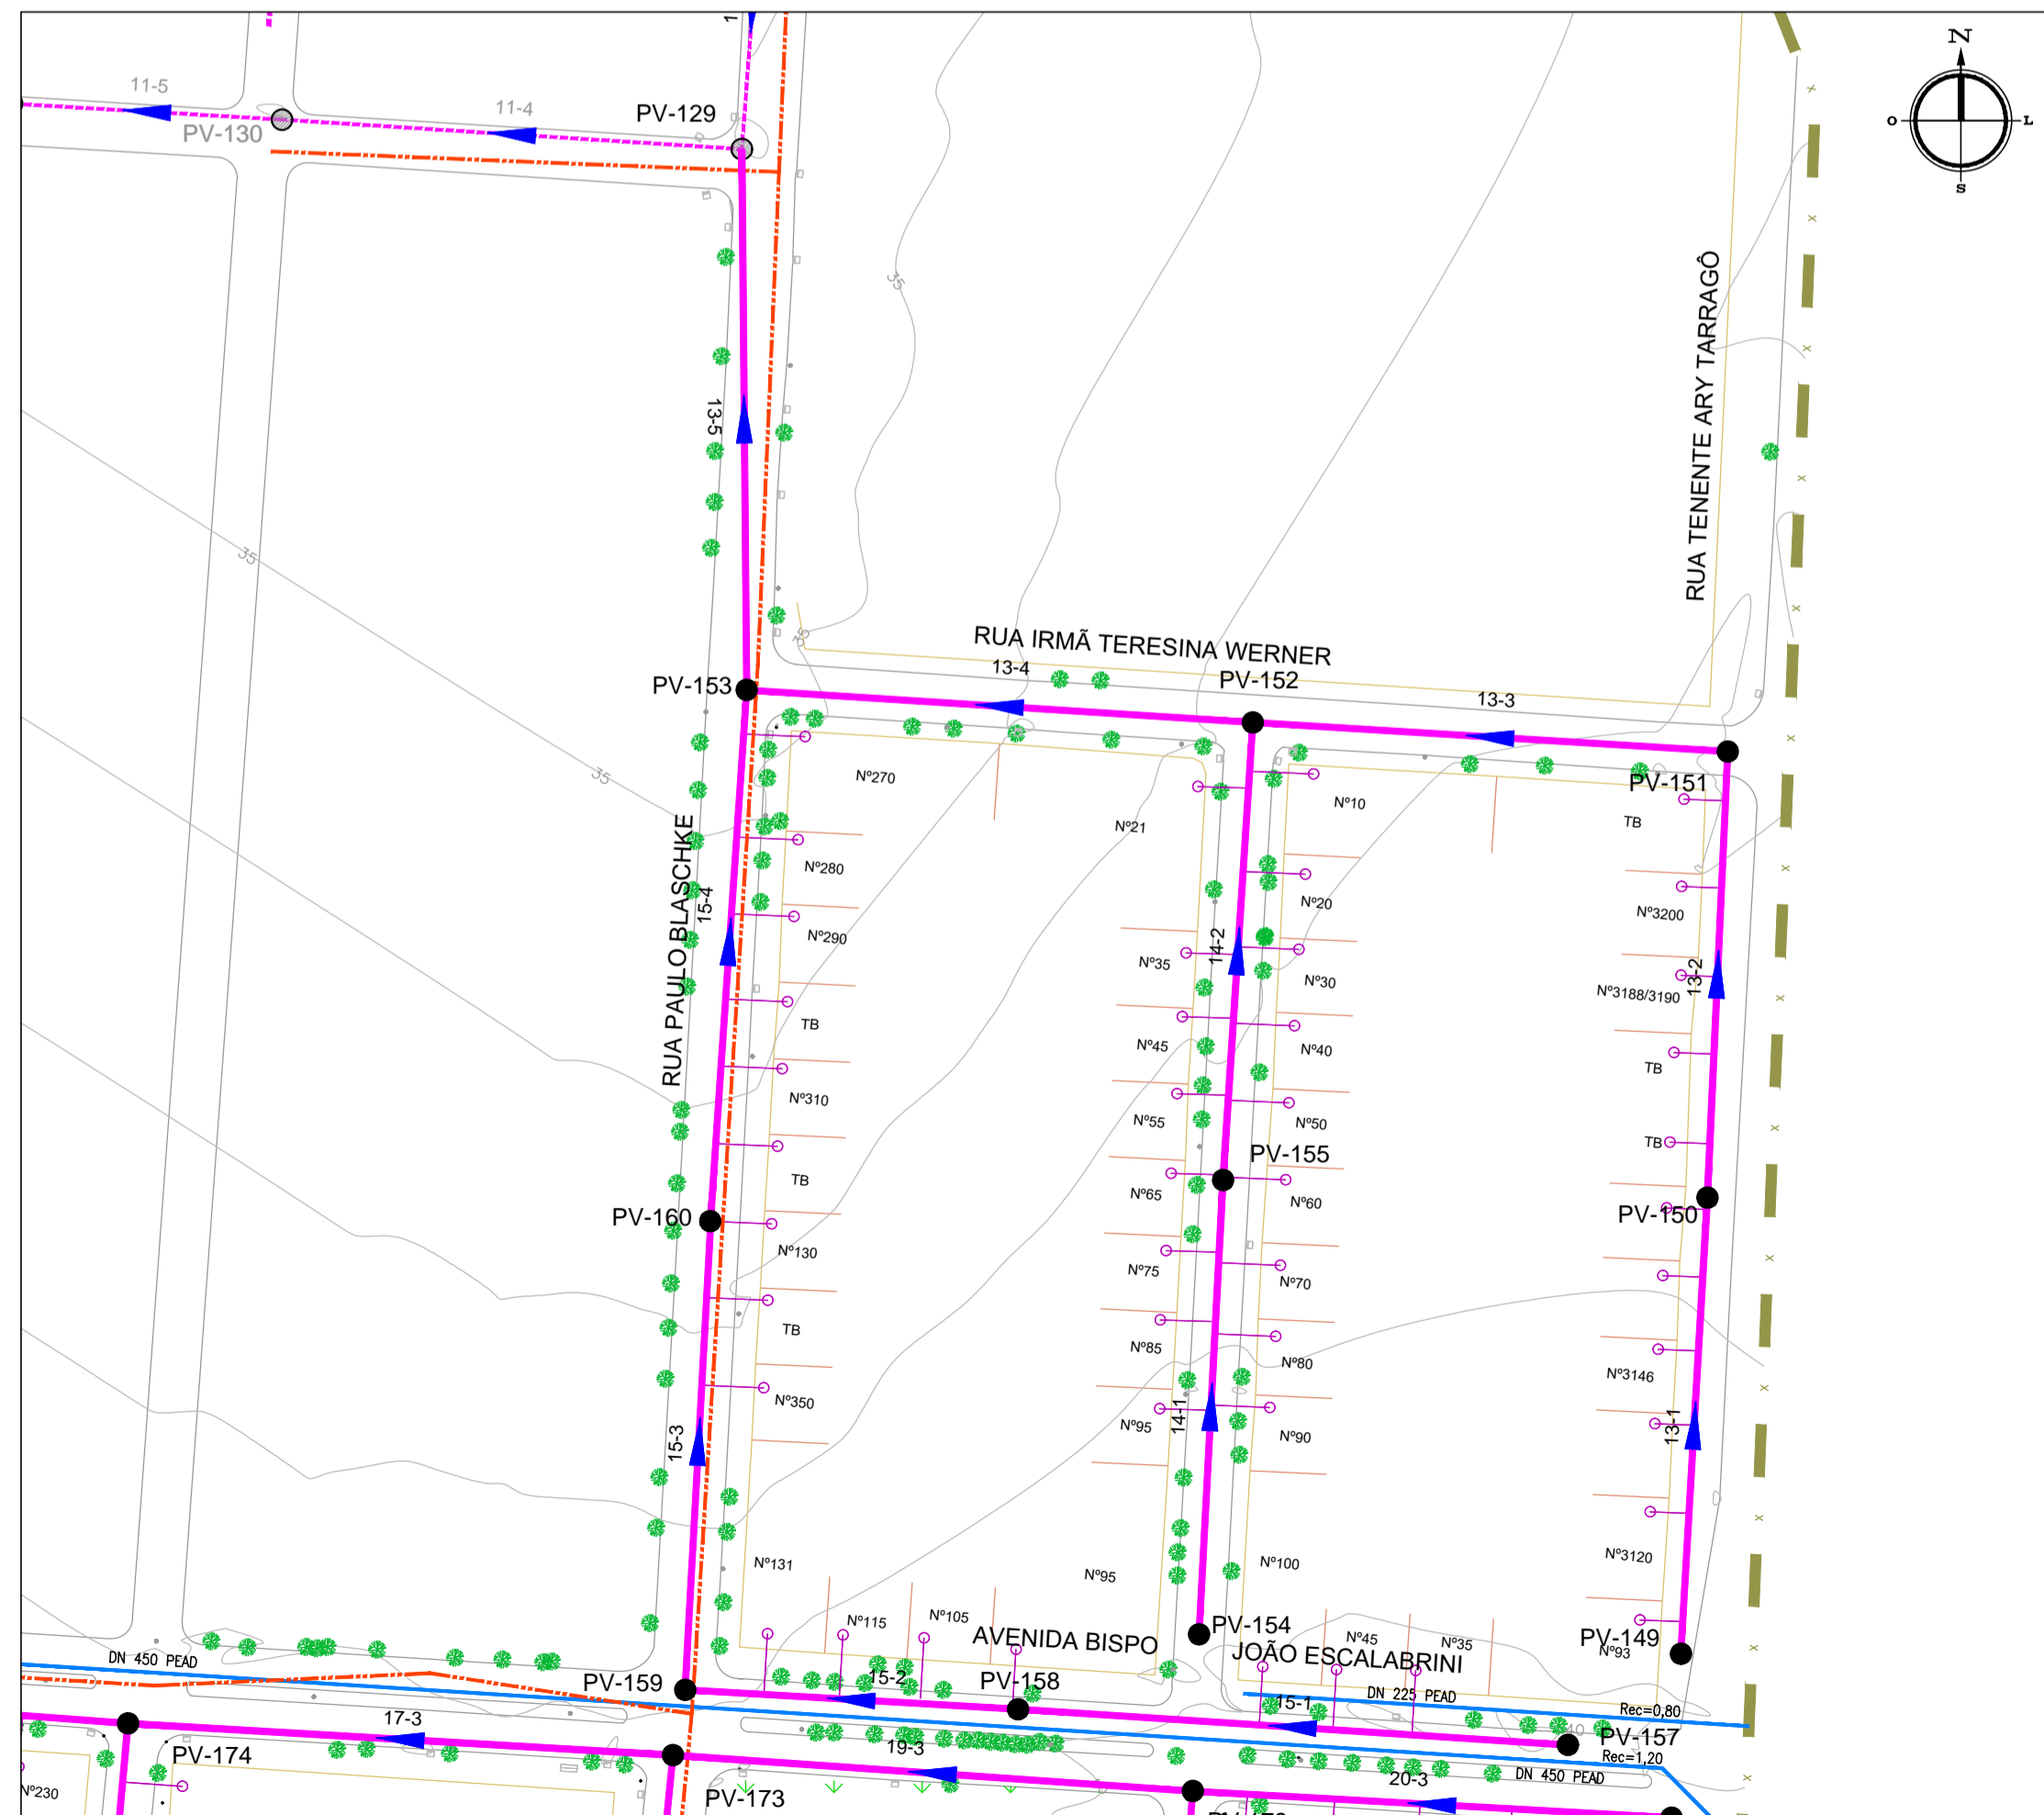 1
N
O
L
S
11-5
11-4
PV-129
PV-130
35
RUA TENENTE ARY TARRAGÔ
13-5
35
35
RUA IRMÃ TERESINA WERNER
13-4
PV-152
13-3
PV-153
35
PV-151
Nº270
Nº10
Nº21
TB
Nº280
Nº20
Nº3200
RUA PAULO BLASCHKE
15-4
Nº290
14-2
Nº35
Nº30
Nº3188/3190
13-2
TB
Nº45
Nº40
TB
Nº310
Nº55
Nº50
TB
PV-155
TB
Nº65
Nº60
PV-160
PV-150
Nº130
Nº75
Nº70
TB
Nº85
Nº80
Nº3146
Nº350
15-3
14-1
Nº95
Nº90
13-1
Nº131
Nº95
Nº100
Nº3120
Nº115
Nº105
PV-154
AVENIDA BISPO
JOÃO ESCALABRINI
Nº45
Nº35
PV-149
Nº93
DN 450 PEAD
PV-159
15-2
PV-158
15-1
DN 225 PEAD
Rec=0,80
40
PV-157
17-3
PV-174
19-3
Rec=1,20
20-3
DN 450 PEAD
Nº230
PV-173